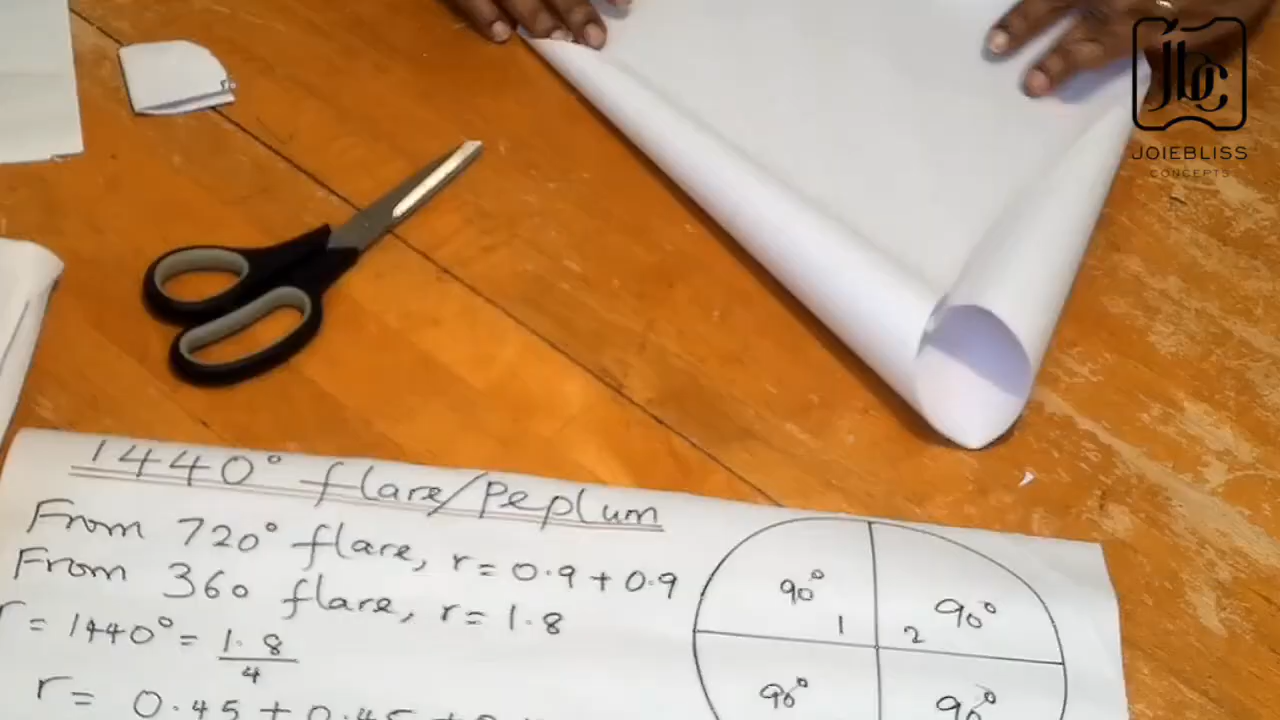 jbc
JOIEBLISS
CONCEPTS
1440° flare/peplum
From 720° flare, r = 0.9 + 0.9
From 360 flare, r = 1.8
r = 1440° = 1.8
4
r = 0.45 + 0.45 +
90° 90°
1 2
90° 90°